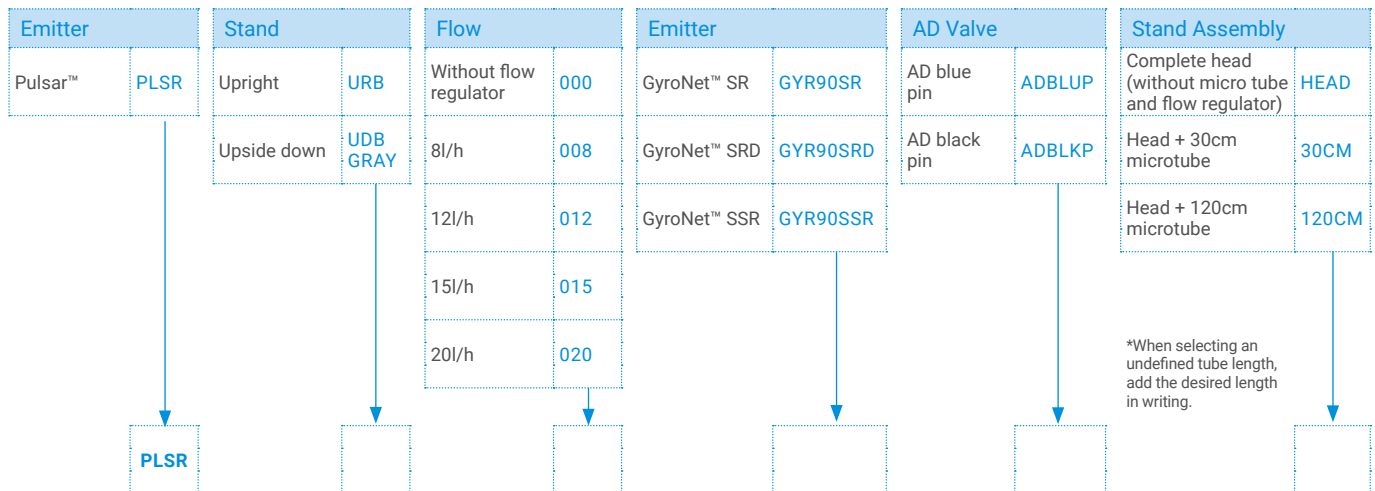 Emitter
Pulsar™ PLSR
PLSR
Stand
Upright URB
Upside down UDB
GRAY
Flow
Without flow
regulator 000
8l/h 008
12l/h 012
15l/h 015
20l/h 020
Emitter
GyroNet™ SR GYR90SR
GyroNet™ SRD GYR90SRD
GyroNet™ SSR GYR90SSR
AD Valve
AD blue
pin ADBLUP
AD black
pin ADBLKP
Stand Assembly
Complete head
(without micro tube
and flow regulator) HEAD
Head + 30cm
microtube 30CM
Head + 120cm
microtube 120CM
*When selecting an
undefined tube length,
add the desired length
in writing.